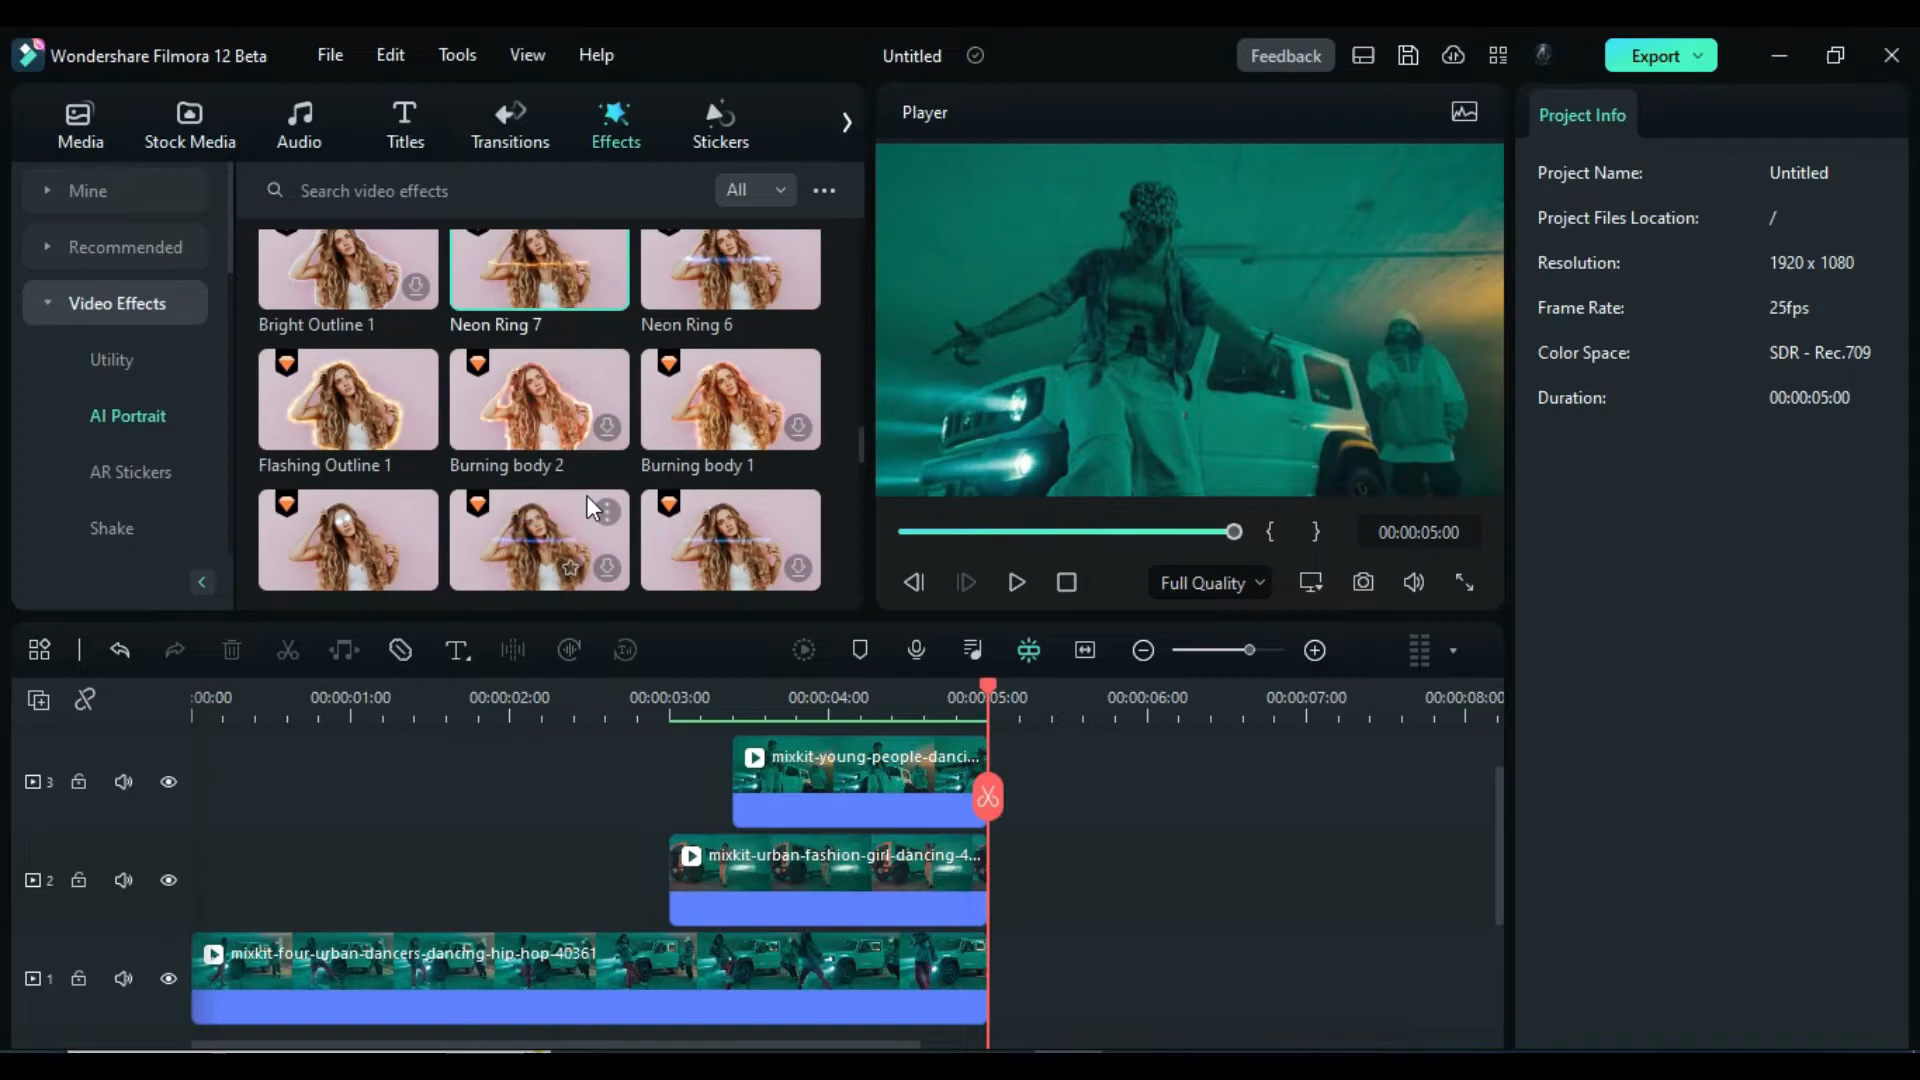 Wondershare Filmora 12 Beta
File
Edit
Tools
View
Help
Untitled
Feedback
Export
Media
Stock Media
Audio
Titles
Transitions
Effects
Stickers
Mine
Recommended
Video Effects
Utility
AI Portrait
AR Stickers
Shake
Search video effects
All
Bright Outline 1
Neon Ring 7
Neon Ring 6
Flashing Outline 1
Burning body 2
Burning body 1
Player
{ }
00:00:05:00
Full Quality
Project Info
Project Name: Untitled
Project Files Location: /
Resolution: 1920 x 1080
Frame Rate: 25fps
Color Space: SDR - Rec.709
Duration: 00:00:05:00
:00:00 00:00:01:00 00:00:02:00 00:00:03:00 00:00:04:00 00:00:05:00 00:00:06:00 00:00:07:00 00:00:08:00
3
mixkit-young-people-danci...
2
mixkit-urban-fashion-girl-dancing-4...
1
mixkit-four-urban-dancers-dancing-hip-hop-40361